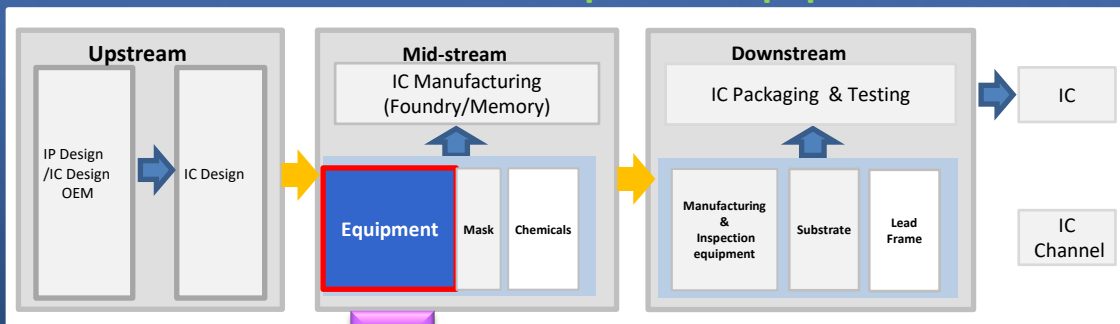 Upstream
IP Design
/IC Design
OEM
IC Design
Mid-stream
IC Manufacturing
(Foundry/Memory)
Equipment
Mask
Chemicals
Downstream
IC Packaging & Testing
Manufacturing
&
Inspection
equipment
Substrate
Lead
Frame
IC
IC
Channel